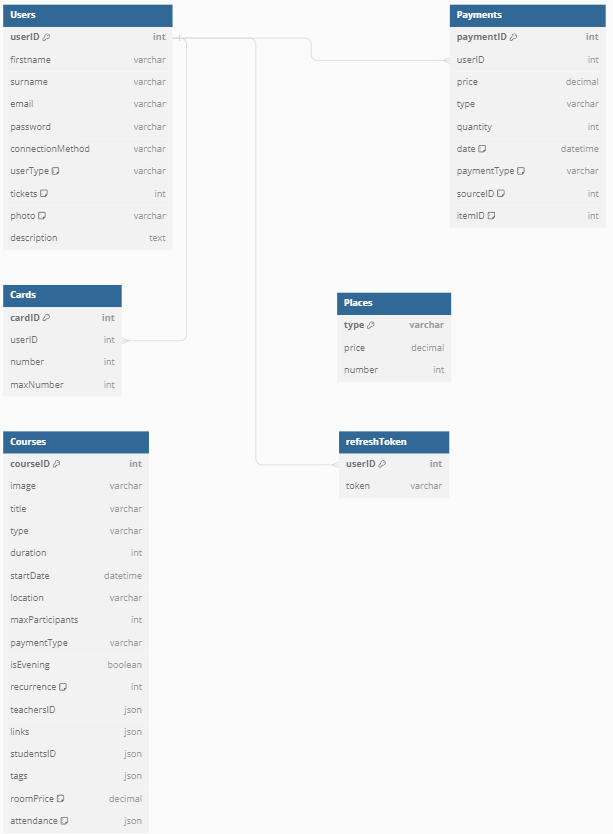 Users
userID int
firstname varchar
surname varchar
email varchar
password varchar
connectionMethod varchar
userType varchar
tickets int
photo varchar
description text
Payments
paymentID int
userID int
price decimal
type varchar
quantity int
date datetime
paymentType varchar
sourceID int
itemID int
Cards
cardID int
userID int
number int
maxNumber int
Places
type varchar
price decimal
number int
Courses
courseID int
image varchar
title varchar
type varchar
duration int
startDate datetime
location varchar
maxParticipants int
paymentType varchar
isEvening boolean
recurrence int
teachersID json
links json
studentsID json
tags json
roomPrice decimal
attendance json
refreshToken
userID int
token varchar